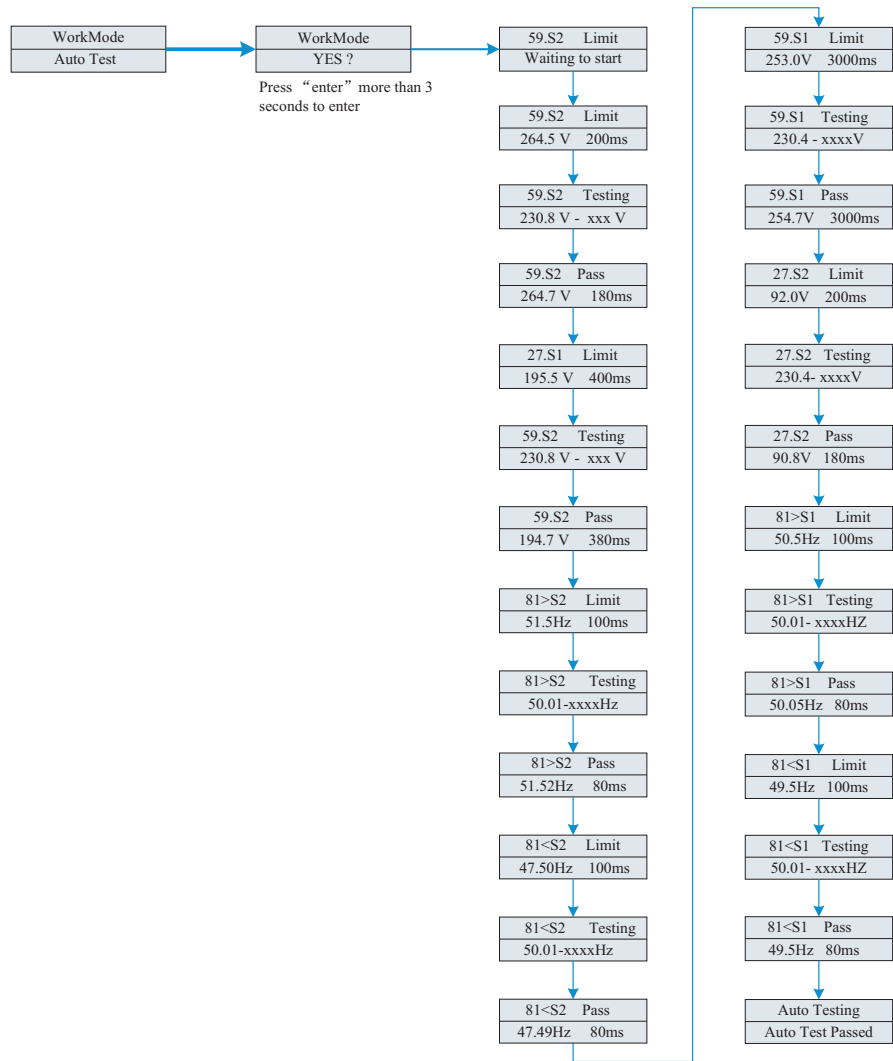 WorkMode
Auto Test
WorkMode
YES ?
Press “enter” more than 3
seconds to enter
59.S2 Limit
Waiting to start
59.S2 Limit
264.5 V 200ms
59.S2 Testing
230.8 V - xxx V
59.S2 Pass
264.7 V 180ms
27.S1 Limit
195.5 V 400ms
59.S2 Testing
230.8 V - xxx V
59.S2 Pass
194.7 V 380ms
81>S2 Limit
51.5Hz 100ms
81>S2 Testing
50.01-xxxxHz
81>S2 Pass
51.52Hz 80ms
81<S2 Limit
47.50Hz 100ms
81<S2 Testing
50.01-xxxxHz
81<S2 Pass
47.49Hz 80ms
59.S1 Limit
253.0V 3000ms
59.S1 Testing
230.4 - xxxxV
59.S1 Pass
254.7V 3000ms
27.S2 Limit
92.0V 200ms
27.S2 Testing
230.4- xxxxV
27.S2 Pass
90.8V 180ms
81>S1 Limit
50.5Hz 100ms
81>S1 Testing
50.01- xxxxHZ
81>S1 Pass
50.05Hz 80ms
81<S1 Limit
49.5Hz 100ms
81<S1 Testing
50.01- xxxxHZ
81<S1 Pass
49.5Hz 80ms
Auto Testing
Auto Test Passed